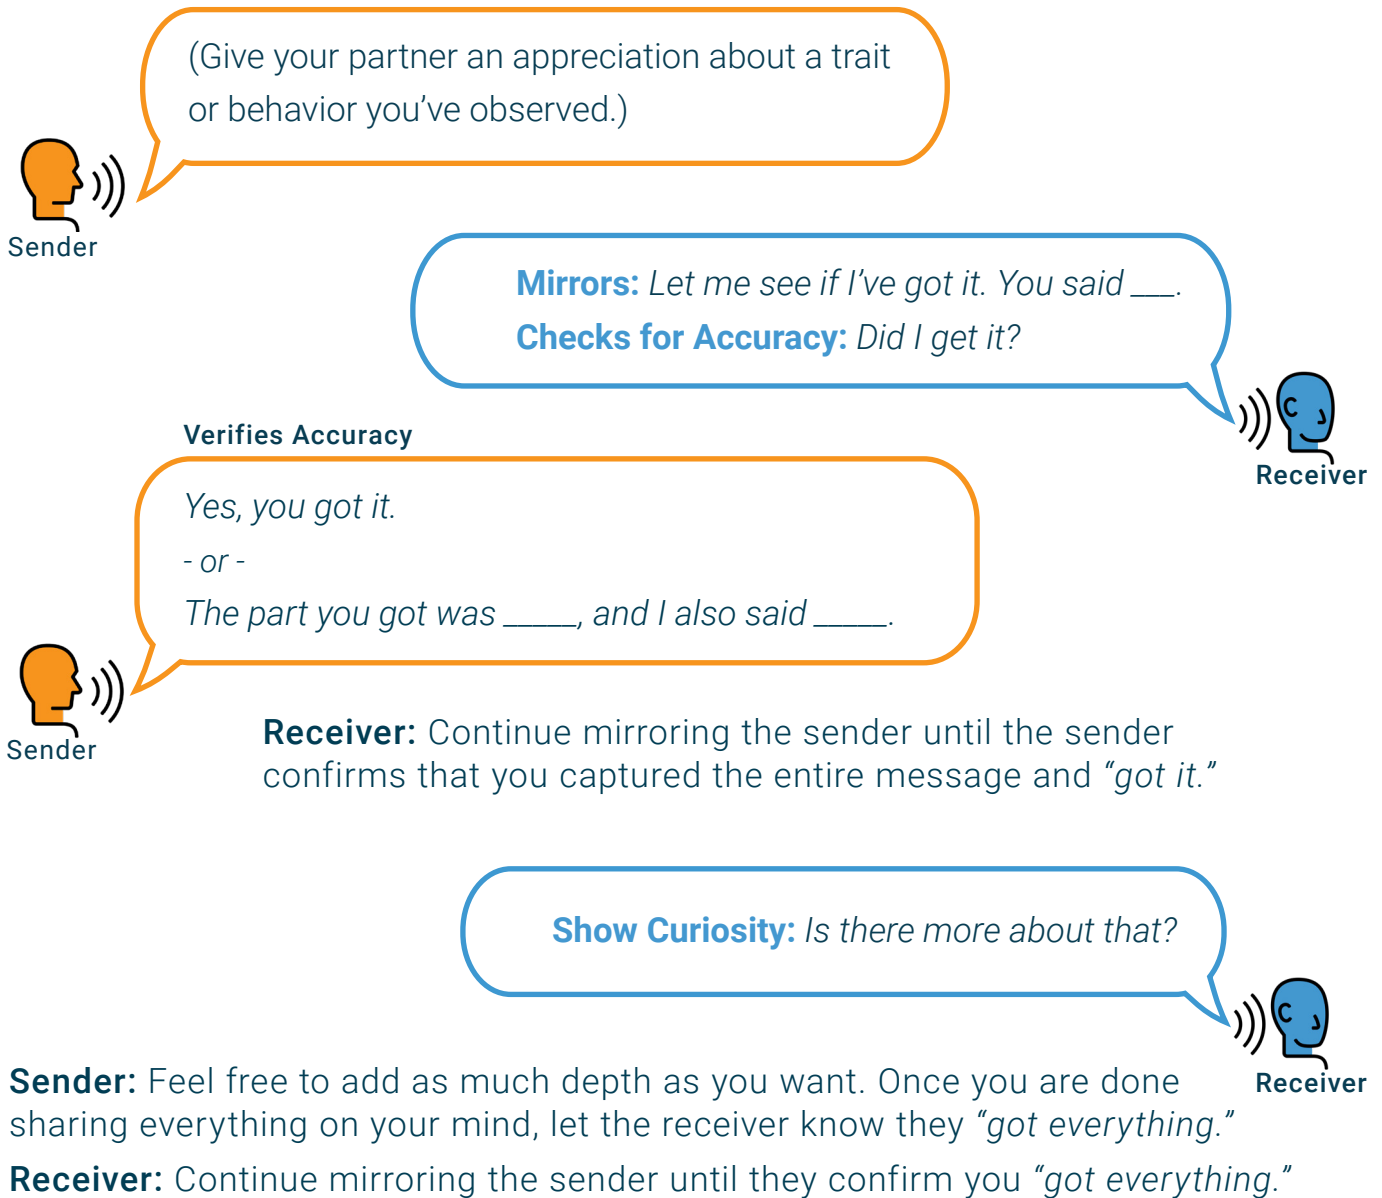 (Give your partner an appreciation about a trait
or behavior you’ve observed.)
Sender
Mirrors: Let me see if I’ve got it. You said ___.
Checks for Accuracy: Did I get it?
Receiver
Verifies Accuracy
Yes, you got it.
- or -
The part you got was _____, and I also said _____.
Sender
Receiver: Continue mirroring the sender until the sender
confirms that you captured the entire message and “got it.”
Show Curiosity: Is there more about that?
Receiver
Sender: Feel free to add as much depth as you want. Once you are done
sharing everything on your mind, let the receiver know they “got everything.”
Receiver: Continue mirroring the sender until they confirm you “got everything.”